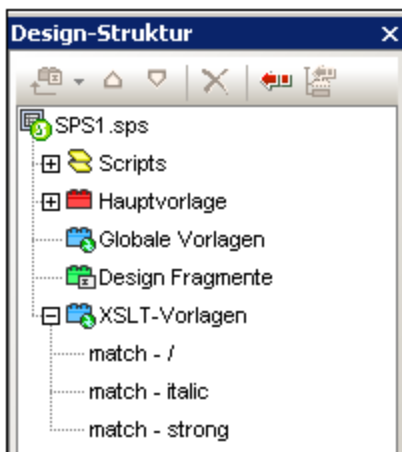 Design-Struktur
SPS1.sps
Scripts
Hauptvorlage
Globale Vorlagen
Design Fragmente
XSLT-Vorlagen
match - /
match - italic
match - strong